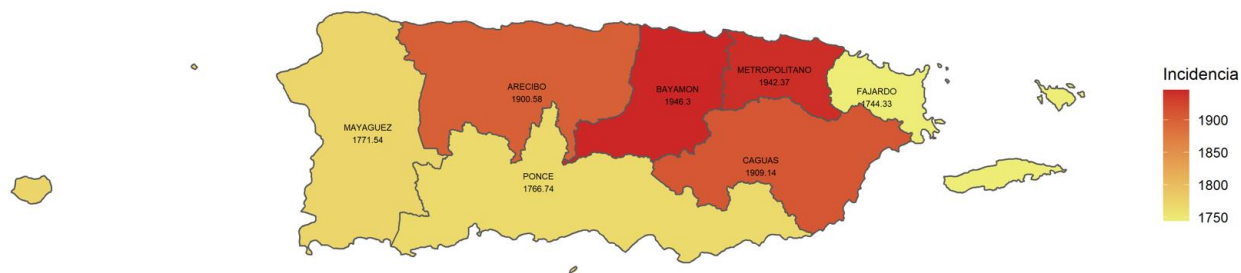 ARECIBO
1900.58
BAYAMON
1946.3
METROPOLITANO
1942.37
FAJARDO
1744.33
MAYAGUEZ
1771.54
PONCE
1766.74
CAGUAS
1909.14
Incidencia
1900
1850
1800
1750